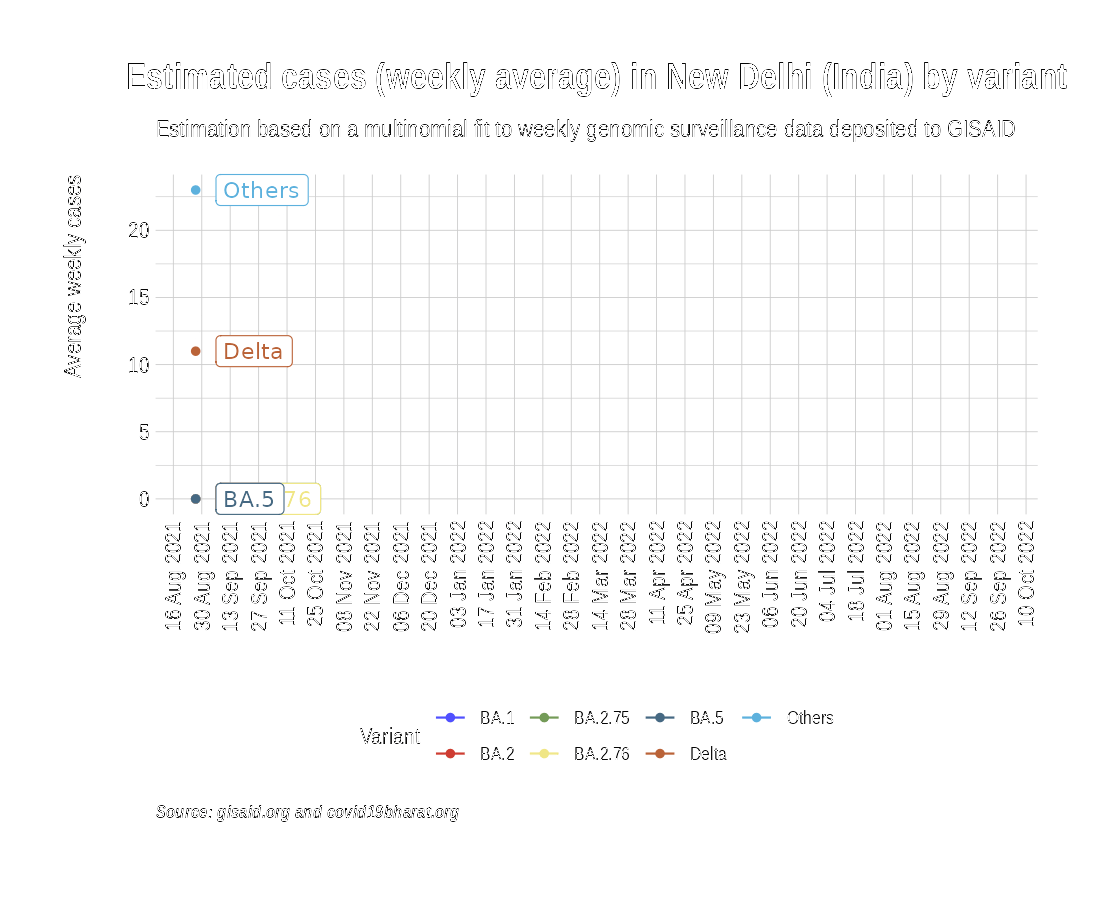 Estimated cases (weekly average) in New Delhi (India) by variant
Estimation based on a multinomial fit to weekly genomic surveillance data deposited to GISAID
Average weekly cases
20
15
10
5
0
Others
Delta
BA.5
76
16 Aug 2021
30 Aug 2021
13 Sep 2021
27 Sep 2021
11 Oct 2021
25 Oct 2021
08 Nov 2021
22 Nov 2021
06 Dec 2021
20 Dec 2021
03 Jan 2022
17 Jan 2022
31 Jan 2022
14 Feb 2022
28 Feb 2022
14 Mar 2022
28 Mar 2022
11 Apr 2022
25 Apr 2022
09 May 2022
23 May 2022
06 Jun 2022
20 Jun 2022
04 Jul 2022
18 Jul 2022
01 Aug 2022
15 Aug 2022
29 Aug 2022
12 Sep 2022
26 Sep 2022
10 Oct 2022
Variant
BA.1 BA.2.75 BA.5 Others
BA.2 BA.2.76 Delta
Source: gisaid.org and covid19bharat.org